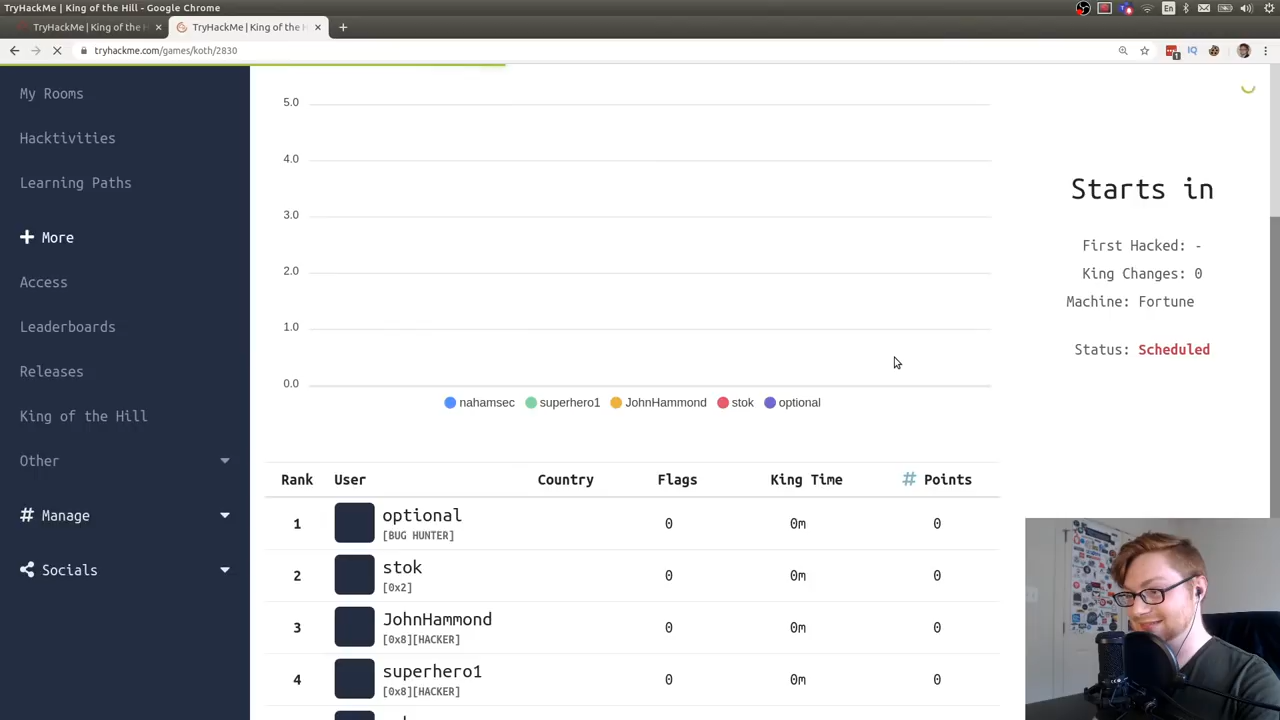 TryHackMe | King of the Hill - Google Chrome
TryHackMe | King of the H
TryHackMe | King of the H
tryhackme.com/games/koth/2830
My Rooms
Hacktivities
Learning Paths
More
Access
Leaderboards
Releases
King of the Hill
Other
Manage
Socials
5.0
4.0
3.0
2.0
1.0
0.0
nahamsec superhero1 JohnHammond stok optional
Starts in
First Hacked: -
King Changes: 0
Machine: Fortune
Status: Scheduled
Rank User Country Flags King Time # Points
1 optional 0 0m 0
[BUG HUNTER]
2 stok 0 0m 0
[0x2]
3 JohnHammond 0 0m 0
[0x8][HACKER]
4 superhero1 0 0m 0
[0x8][HACKER]
En
IQ
1